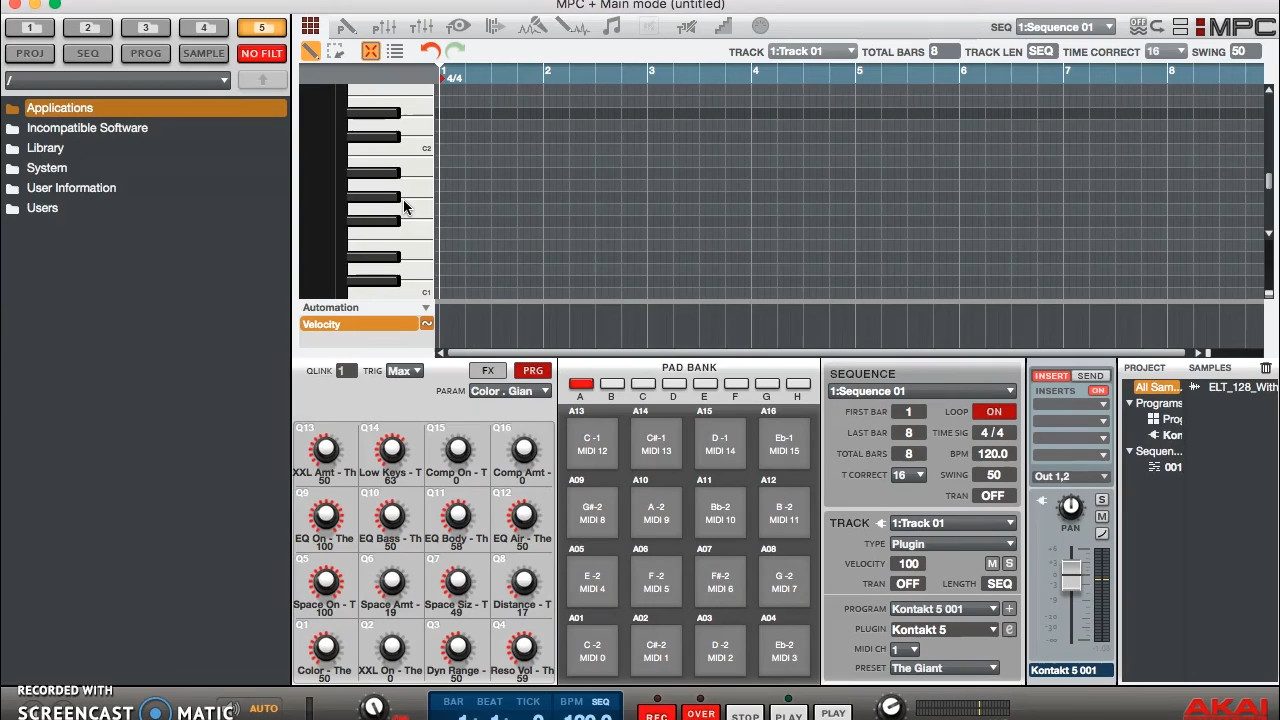 MPC + Main mode (untitled)
1 2 3 4 5
PROJ SEQ PROG SAMPLE NO FILT
/
Applications
Incompatible Software
Library
System
User Information
Users
SEQ 1:Sequence 01 OFF MPC
TRACK 1:Track 01 TOTAL BARS 8 TRACK LEN SEQ TIME CORRECT 16 SWING 50
1 2 3 4 5 6 7 8
4/4
C2
C1
Automation
Velocity
QLINK 1 TRIG Max FX PRG
PARAM Color . Gian
Q13 Q14 Q15 Q16
XXL Amt - Th Low Keys - T Comp On - T Comp Amt -
50 63 0 0
Q9 Q10 Q11 Q12
EQ On - The EQ Bass - Th EQ Body - Th EQ Air - The
100 50 58 50
Q5 Q6 Q7 Q8
Space On - T Space Amt - Space Siz - T Distance - T
100 19 49 17
Q1 Q2 Q3 Q4
Color - The XXL On - The Dyn Range - Reso Vol - Th
50 0 50 59
PAD BANK
A B C D E F G H
A13 A14 A15 A16
C -1 C#-1 D -1 Eb-1
MIDI 12 MIDI 13 MIDI 14 MIDI 15
A09 A10 A11 A12
G#-2 A -2 Bb-2 B -2
MIDI 8 MIDI 9 MIDI 10 MIDI 11
A05 A06 A07 A08
E -2 F -2 F#-2 G -2
MIDI 4 MIDI 5 MIDI 6 MIDI 7
A01 A02 A03 A04
C -2 C#-2 D -2 Eb-2
MIDI 0 MIDI 1 MIDI 2 MIDI 3
SEQUENCE
1:Sequence 01
FIRST BAR 1 LOOP ON
LAST BAR 8 TIME SIG 4 / 4
TOTAL BARS 8 BPM 120.0
T CORRECT 16 SWING 50
TRAN OFF
TRACK 1:Track 01
TYPE Plugin
VELOCITY 100 M S
TRAN OFF LENGTH SEQ
PROGRAM Kontakt 5 001 +
PLUGIN Kontakt 5 e
MIDI CH 1
PRESET The Giant
INSERT SEND
INSERTS ON
Out 1,2
S
M
PAN
Kontakt 5 001
PROJECT SAMPLES
All Sam... ELT_128_With
Programs
Prog
Kon
Sequen...
001
RECORDED WITH
SCREENCAST MATIC
AUTO
BAR BEAT TICK BPM SEQ
REC OVER STOP PLAY PLAY
AKAI